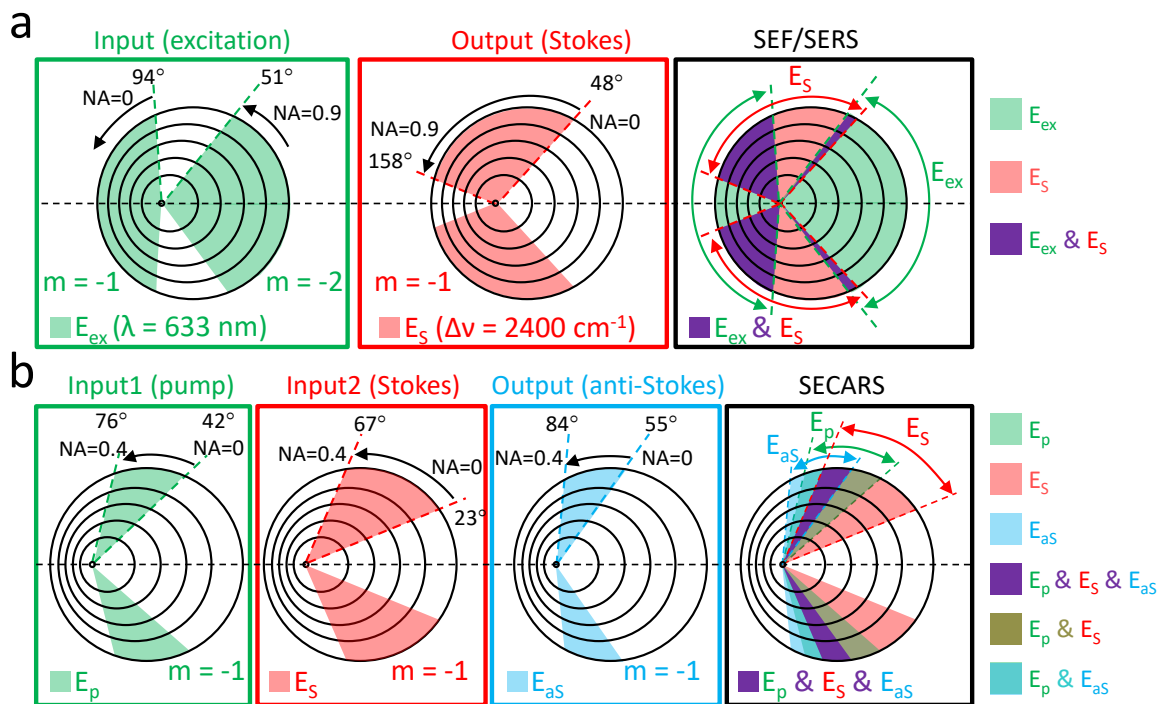 a
Input (excitation)
Output (Stokes)
SEF/SERS
94°
51°
NA=0
NA=0.9
m = -1
m = -2
E_ex (λ = 633 nm)
48°
NA=0.9
NA=0
158°
m = -1
E_S (Δν = 2400 cm⁻¹)
E_S
E_ex
E_ex & E_S
E_ex
E_S
E_ex & E_S
b
Input1 (pump)
Input2 (Stokes)
Output (anti-Stokes)
SECARS
76°
42°
NA=0.4
NA=0
m = -1
E_p
67°
NA=0.4
NA=0
23°
m = -1
E_S
84°
55°
NA=0.4
NA=0
m = -1
E_aS
E_p
E_S
E_aS
E_p & E_S & E_aS
E_p
E_S
E_aS
E_p & E_S & E_aS
E_p & E_S
E_p & E_aS